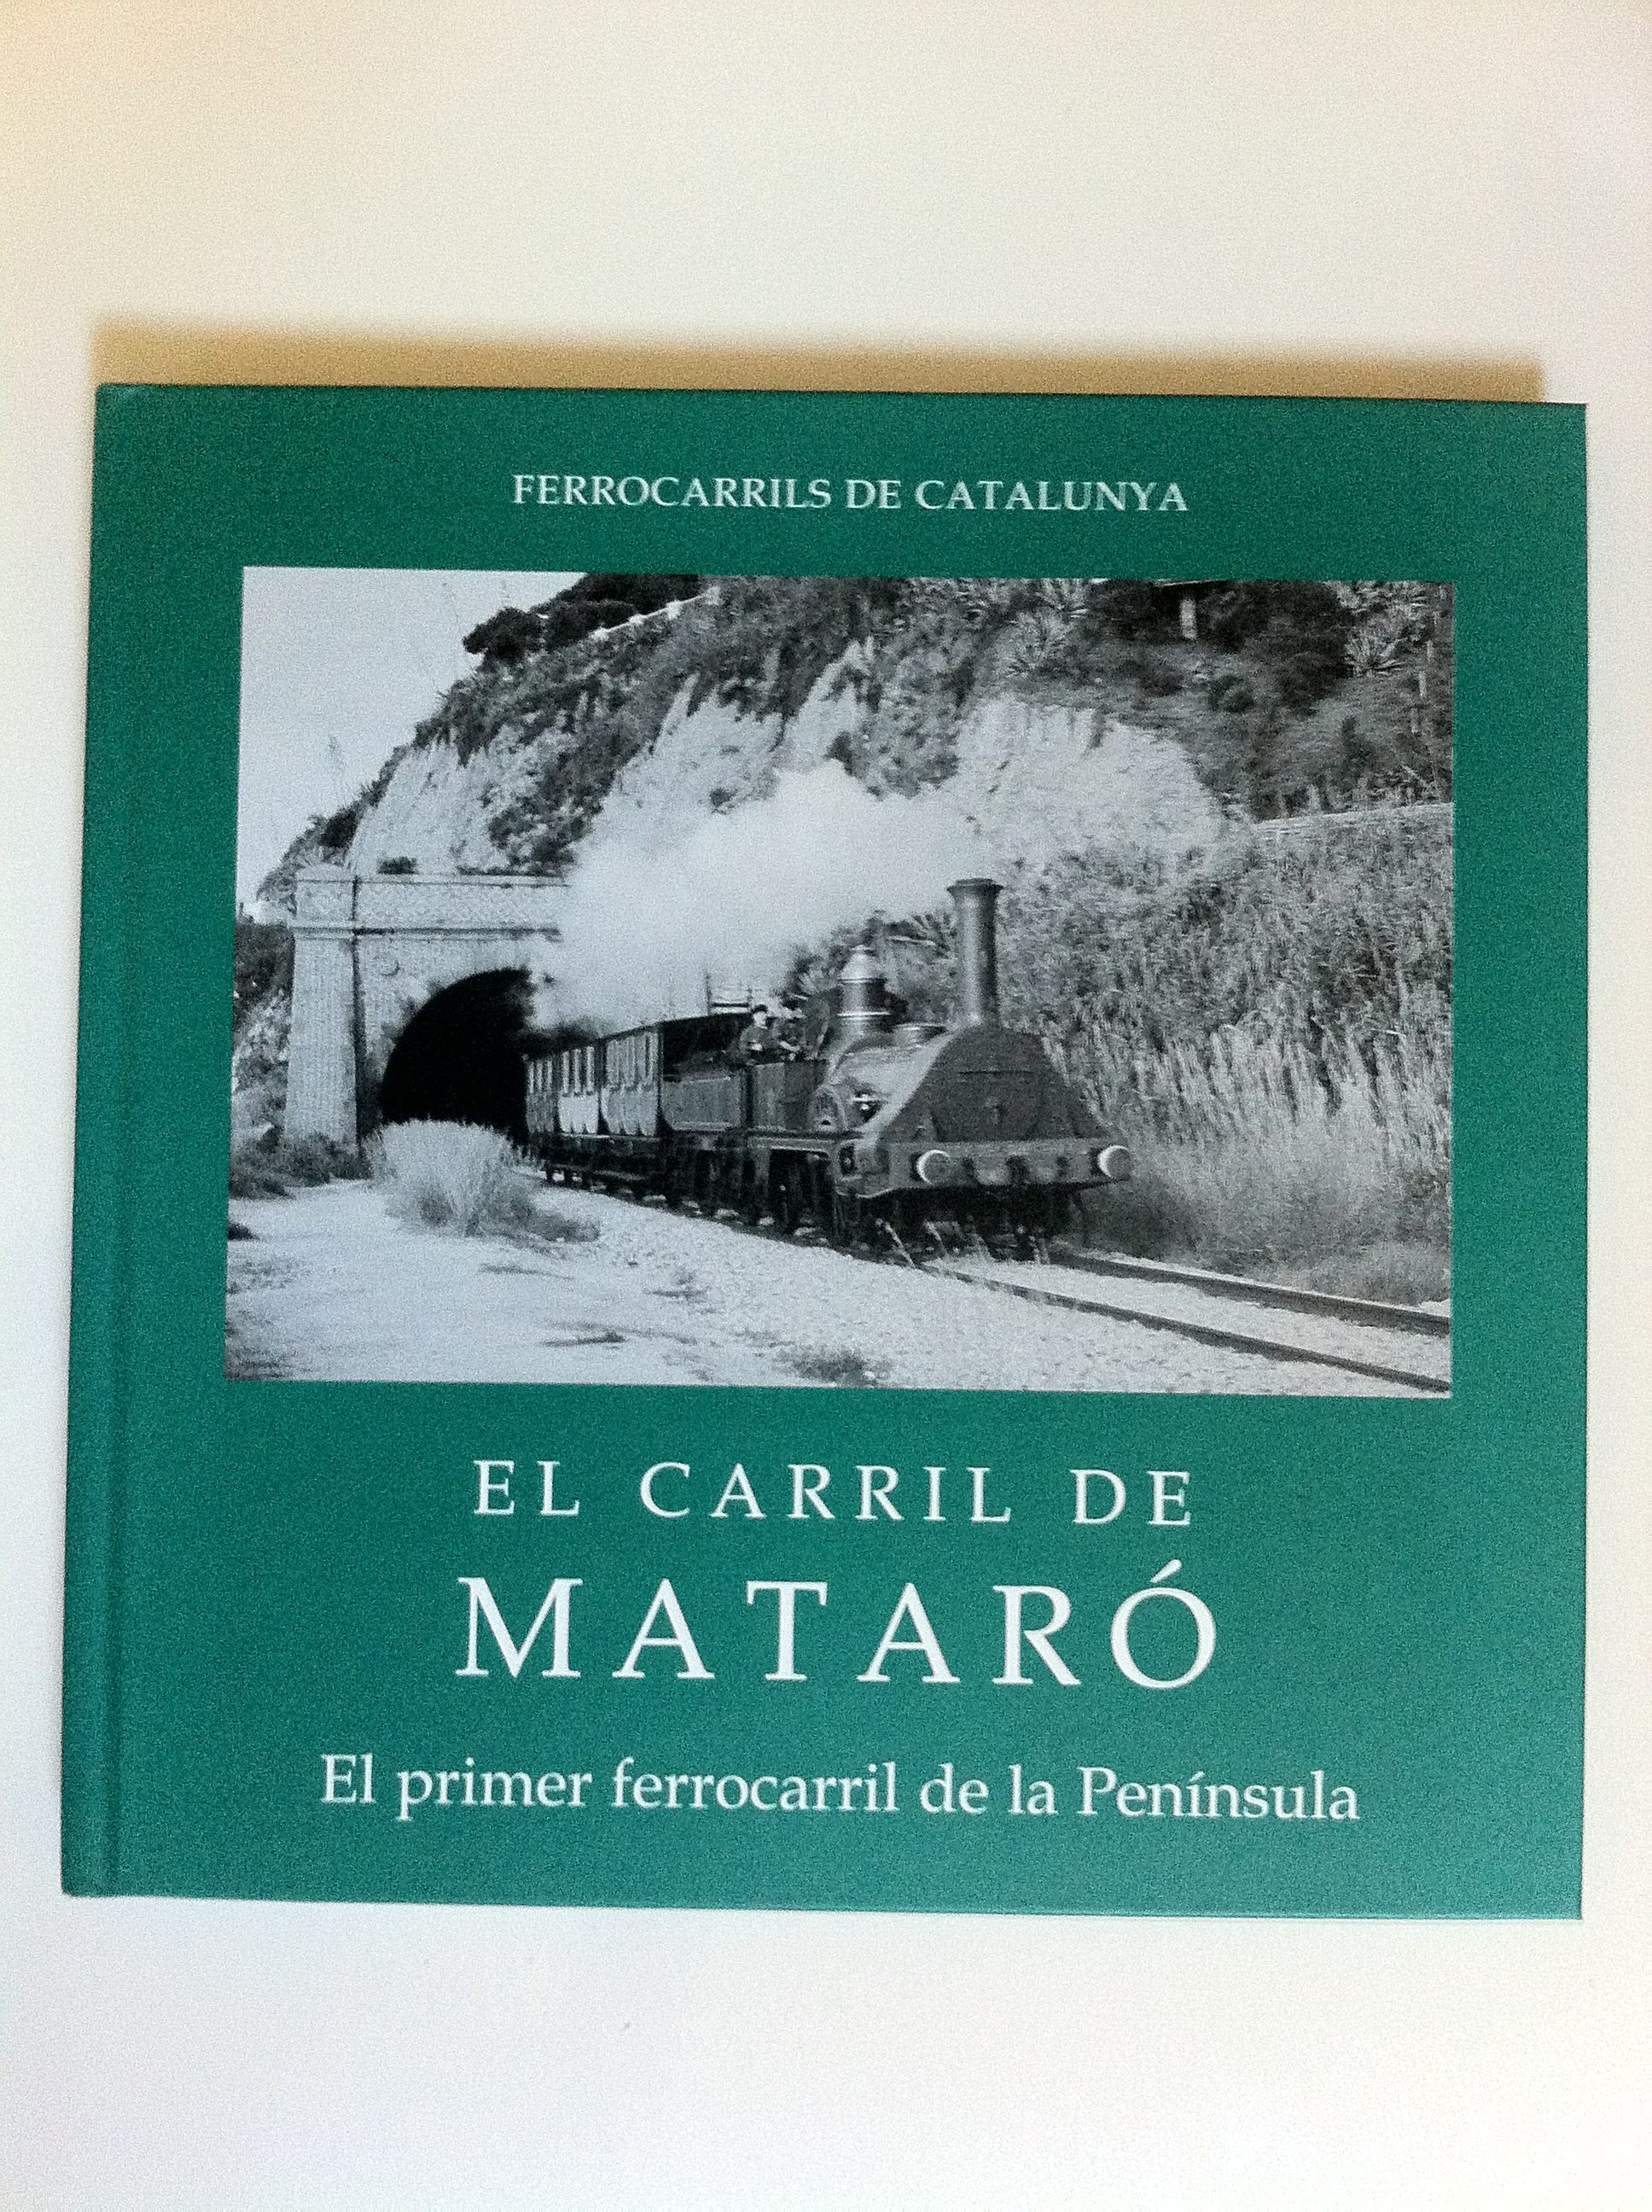 FERROCARRILS DE CATALUNYA
EL CARRIL DE
MATARÓ
El primer ferrocarril de la Península